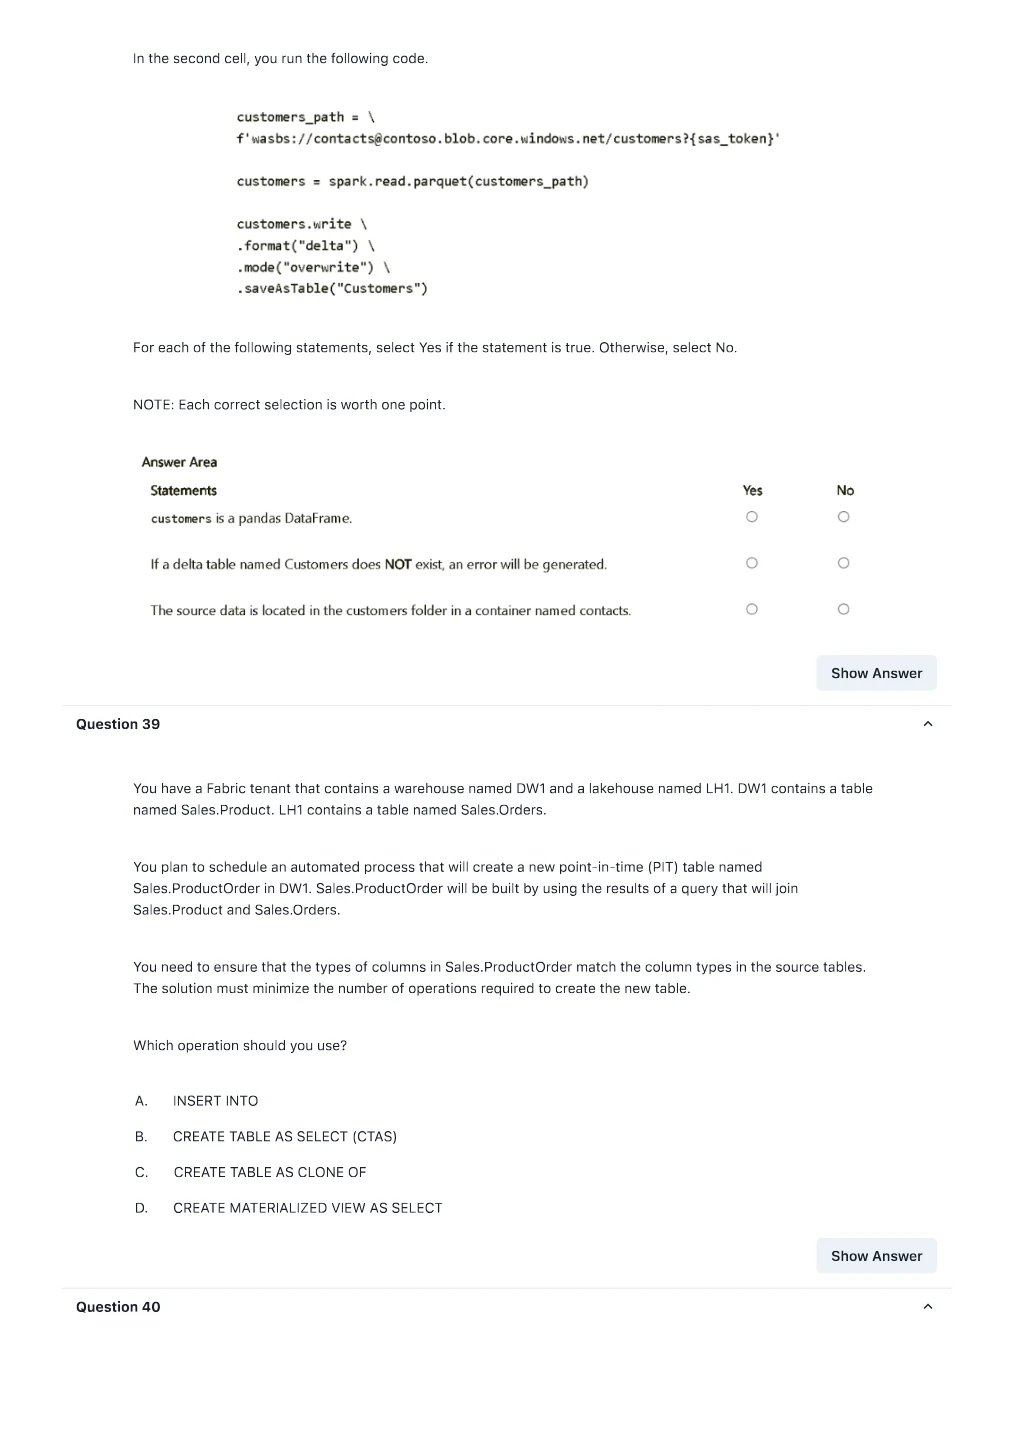 In the second cell, you run the following code.
customers_path = \
f'wasbs://contacts@contoso.blob.core.windows.net/customers?{sas_token}'
customers = spark.read.parquet(customers_path)
customers.write \
.format("delta") \
.mode("overwrite") \
.saveAsTable("Customers")
For each of the following statements, select Yes if the statement is true. Otherwise, select No.
NOTE: Each correct selection is worth one point.
Answer Area
Statements Yes No
customers is a pandas DataFrame.
If a delta table named Customers does NOT exist, an error will be generated.
The source data is located in the customers folder in a container named contacts.
Show Answer
Question 39
You have a Fabric tenant that contains a warehouse named DW1 and a lakehouse named LH1. DW1 contains a table
named Sales.Product. LH1 contains a table named Sales.Orders.
You plan to schedule an automated process that will create a new point-in-time (PIT) table named
Sales.ProductOrder in DW1. Sales.ProductOrder will be built by using the results of a query that will join
Sales.Product and Sales.Orders.
You need to ensure that the types of columns in Sales.ProductOrder match the column types in the source tables.
The solution must minimize the number of operations required to create the new table.
Which operation should you use?
A. INSERT INTO
B. CREATE TABLE AS SELECT (CTAS)
C. CREATE TABLE AS CLONE OF
D. CREATE MATERIALIZED VIEW AS SELECT
Show Answer
Question 40